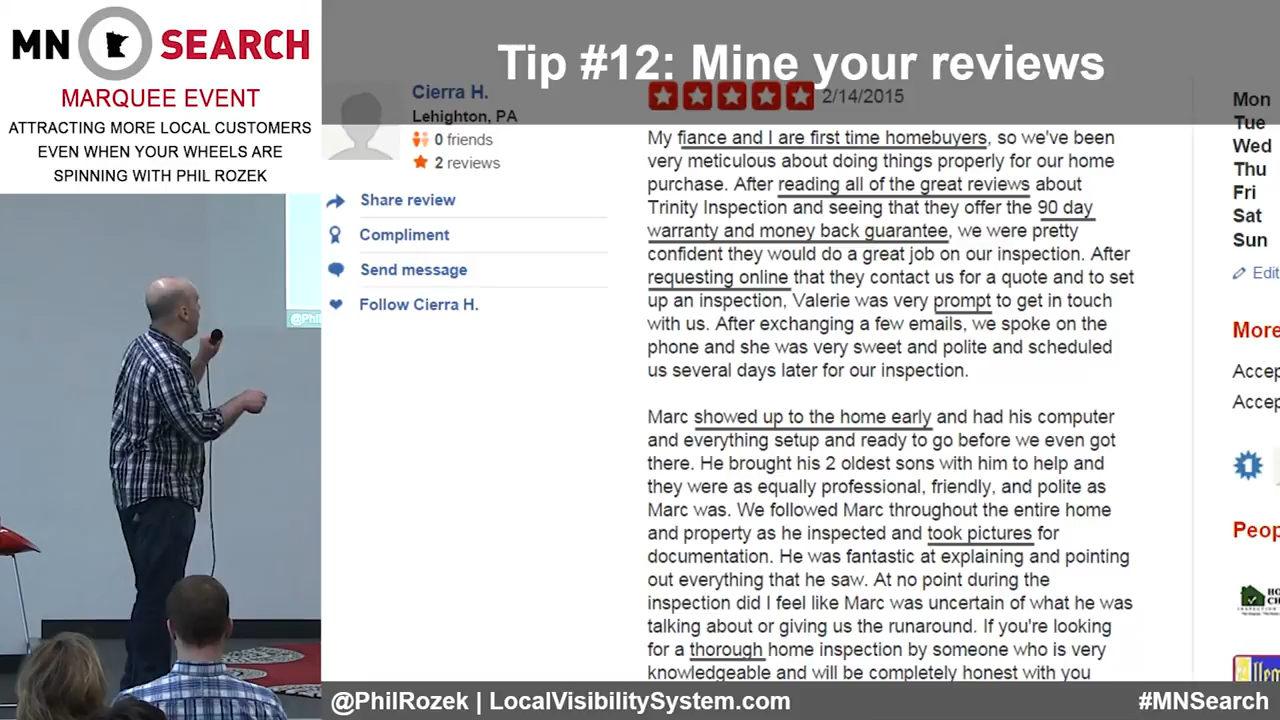 MN SEARCH
MARQUEE EVENT
ATTRACTING MORE LOCAL CUSTOMERS
EVEN WHEN YOUR WHEELS ARE
SPINNING WITH PHIL ROZEK
@Phil
Tip #12: Mine your reviews
Cierra H.
Lehighton, PA
0 friends
2 reviews
Share review
Compliment
Send message
Follow Cierra H.
2/14/2015
My fiance and I are first time homebuyers, so we've been
very meticulous about doing things properly for our home
purchase. After reading all of the great reviews about
Trinity Inspection and seeing that they offer the 90 day
warranty and money back guarantee, we were pretty
confident they would do a great job on our inspection. After
requesting online that they contact us for a quote and to set
up an inspection, Valerie was very prompt to get in touch
with us. After exchanging a few emails, we spoke on the
phone and she was very sweet and polite and scheduled
us several days later for our inspection.
Marc showed up to the home early and had his computer
and everything setup and ready to go before we even got
there. He brought his 2 oldest sons with him to help and
they were as equally professional, friendly, and polite as
Marc was. We followed Marc throughout the entire home
and property as he inspected and took pictures for
documentation. He was fantastic at explaining and pointing
out everything that he saw. At no point during the
inspection did I feel like Marc was uncertain of what he was
talking about or giving us the runaround. If you're looking
for a thorough home inspection by someone who is very
knowledgeable and will be completely honest with you
Mon
Tue
Wed
Thu
Fri
Sat
Sun
Edit
More
Accep
Accep
1
Peop
@PhilRozek | LocalVisibilitySystem.com
#MNSearch